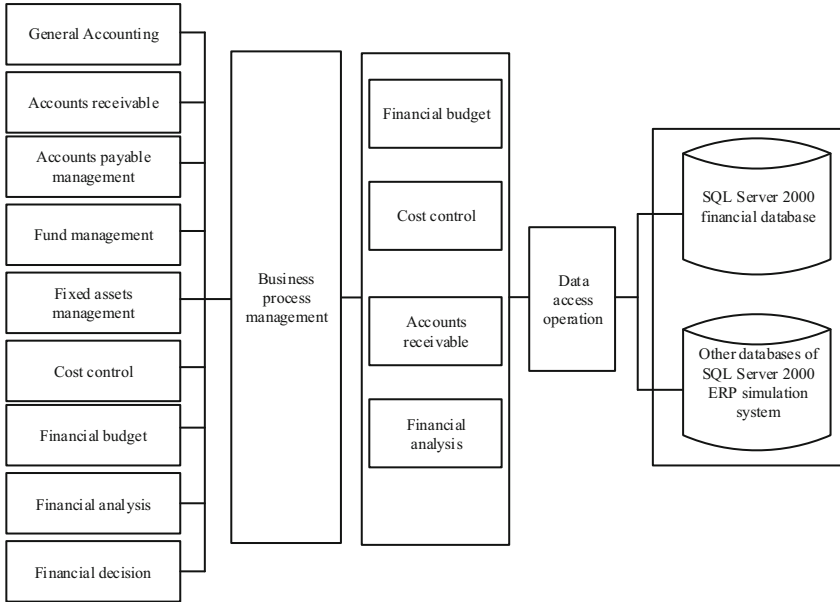 General Accounting
Accounts receivable
Accounts payable
management
Fund management
Fixed assets
management
Cost control
Financial budget
Financial analysis
Financial decision
Business
process
management
Financial budget
Cost control
Accounts
receivable
Financial
analysis
Data
access
operation
SQL Server 2000
financial database
Other databases of
SQL Server 2000
ERP simulation
system